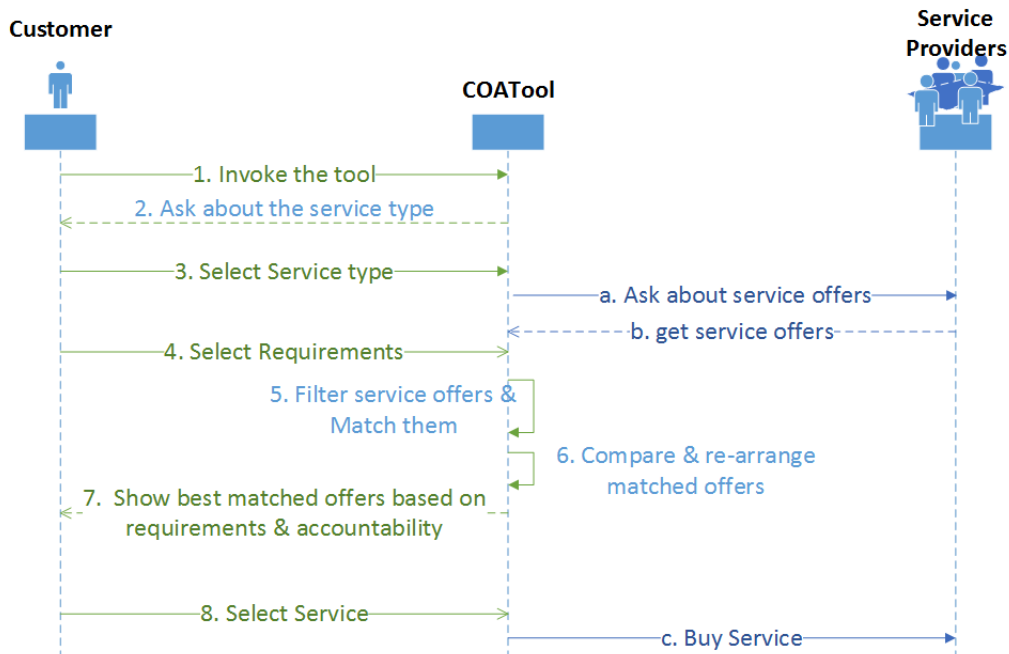 Customer
Service
Providers
COATool
1. Invoke the tool
2. Ask about the service type
3. Select Service type
a. Ask about service offers
b. get service offers
4. Select Requirements
5. Filter service offers &
Match them
6. Compare & re-arrange
matched offers
7. Show best matched offers based on
requirements & accountability
8. Select Service
c. Buy Service